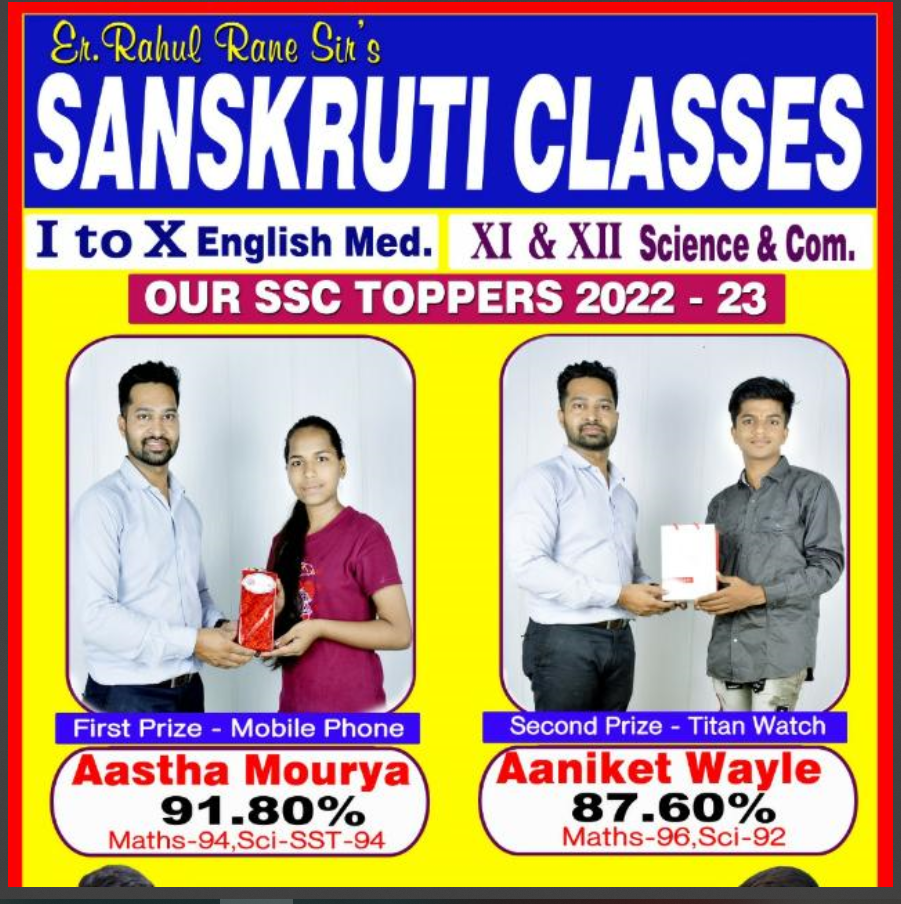 Er. Rahul Rane Sir's
SANSKRUTI CLASSES
I to X English Med.
XI & XII Science & Com.
OUR SSC TOPPERS 2022 - 23
First Prize - Mobile Phone
Second Prize - Titan Watch
Aastha Mourya
91.80%
Maths-94,Sci-SST-94
Aaniket Wayle
87.60%
Maths-96,Sci-92